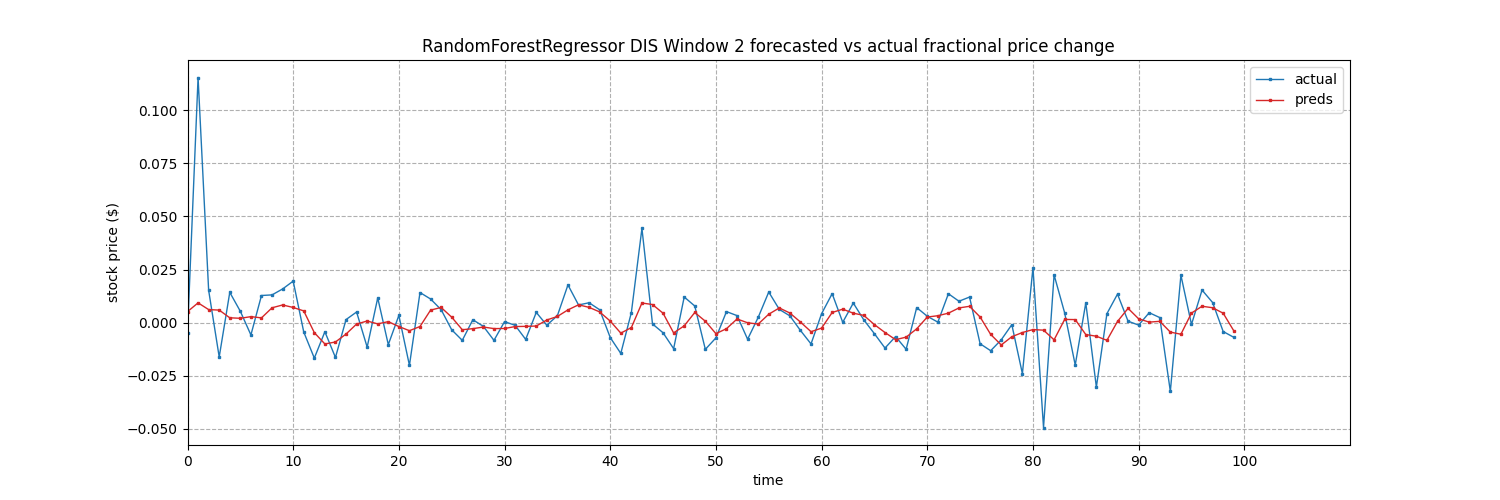 RandomForestRegressor DIS Window 2 forecasted vs actual fractional price change
actual
preds
0.100
0.075
0.050
0.025
0.000
−0.025
−0.050
stock price ($)
0 10 20 30 40 50 60 70 80 90 100
time